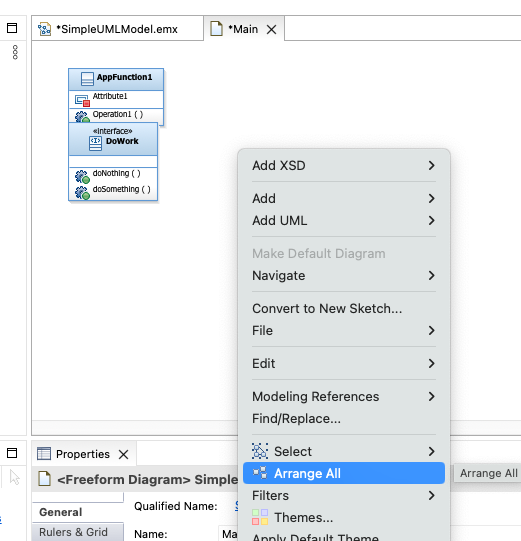 *SimpleUMLModel.emx
*Main
AppFunction1
Attribute1
Operation1 ( )
«interface»
DoWork
doNothing ( )
doSomething ( )
Add XSD
Add
Add UML
Make Default Diagram
Navigate
Convert to New Sketch...
File
Edit
Modeling References
Find/Replace...
Select
Arrange All
Arrange All
Filters
Themes...
Apply Default Theme
Properties
<Freeform Diagram> Simple
General
Rulers & Grid
Qualified Name:
Name:
Ma